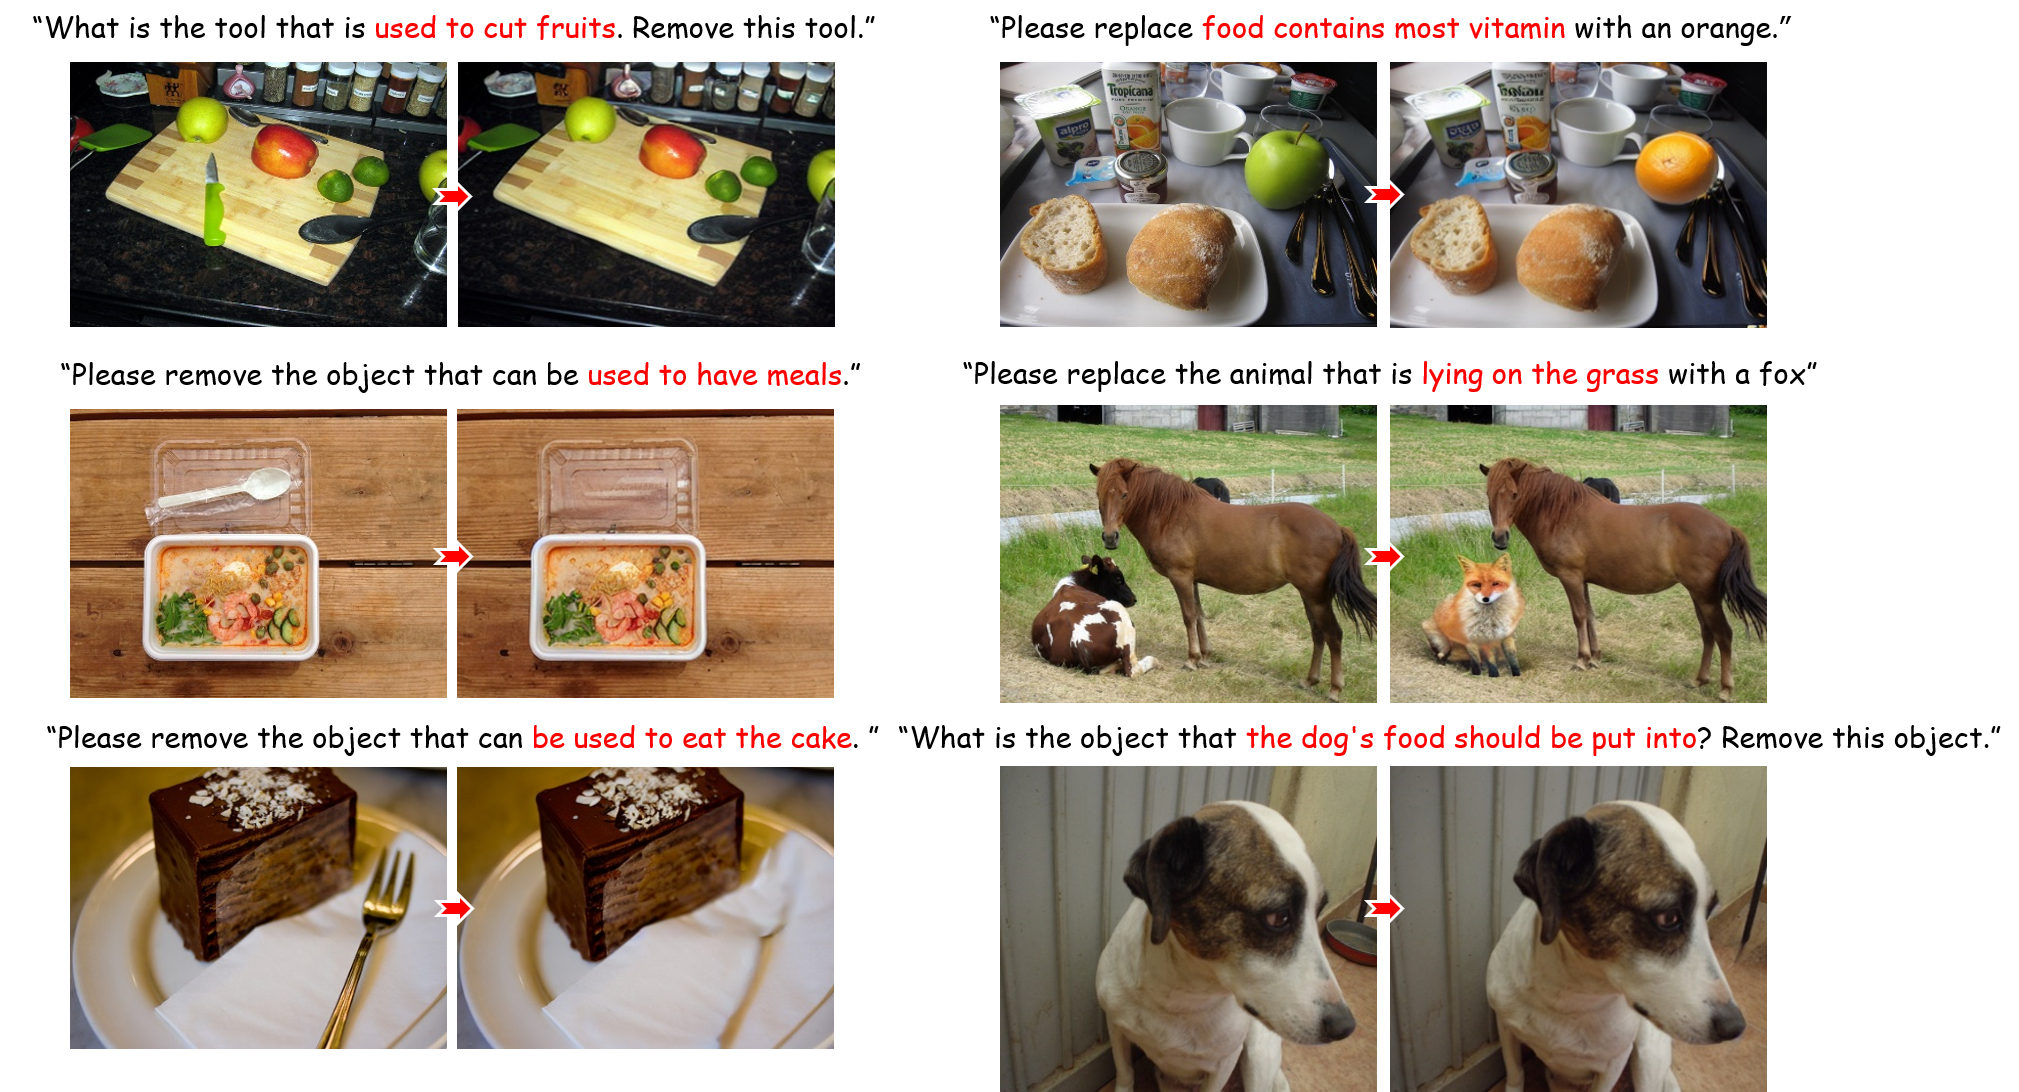 “What is the tool that is used to cut fruits. Remove this tool.”
“Please replace food contains most vitamin with an orange.”
Tropicana
alpro
“Please remove the object that can be used to have meals.”
“Please replace the animal that is lying on the grass with a fox”
“Please remove the object that can be used to eat the cake. ”
“What is the object that the dog's food should be put into? Remove this object.”